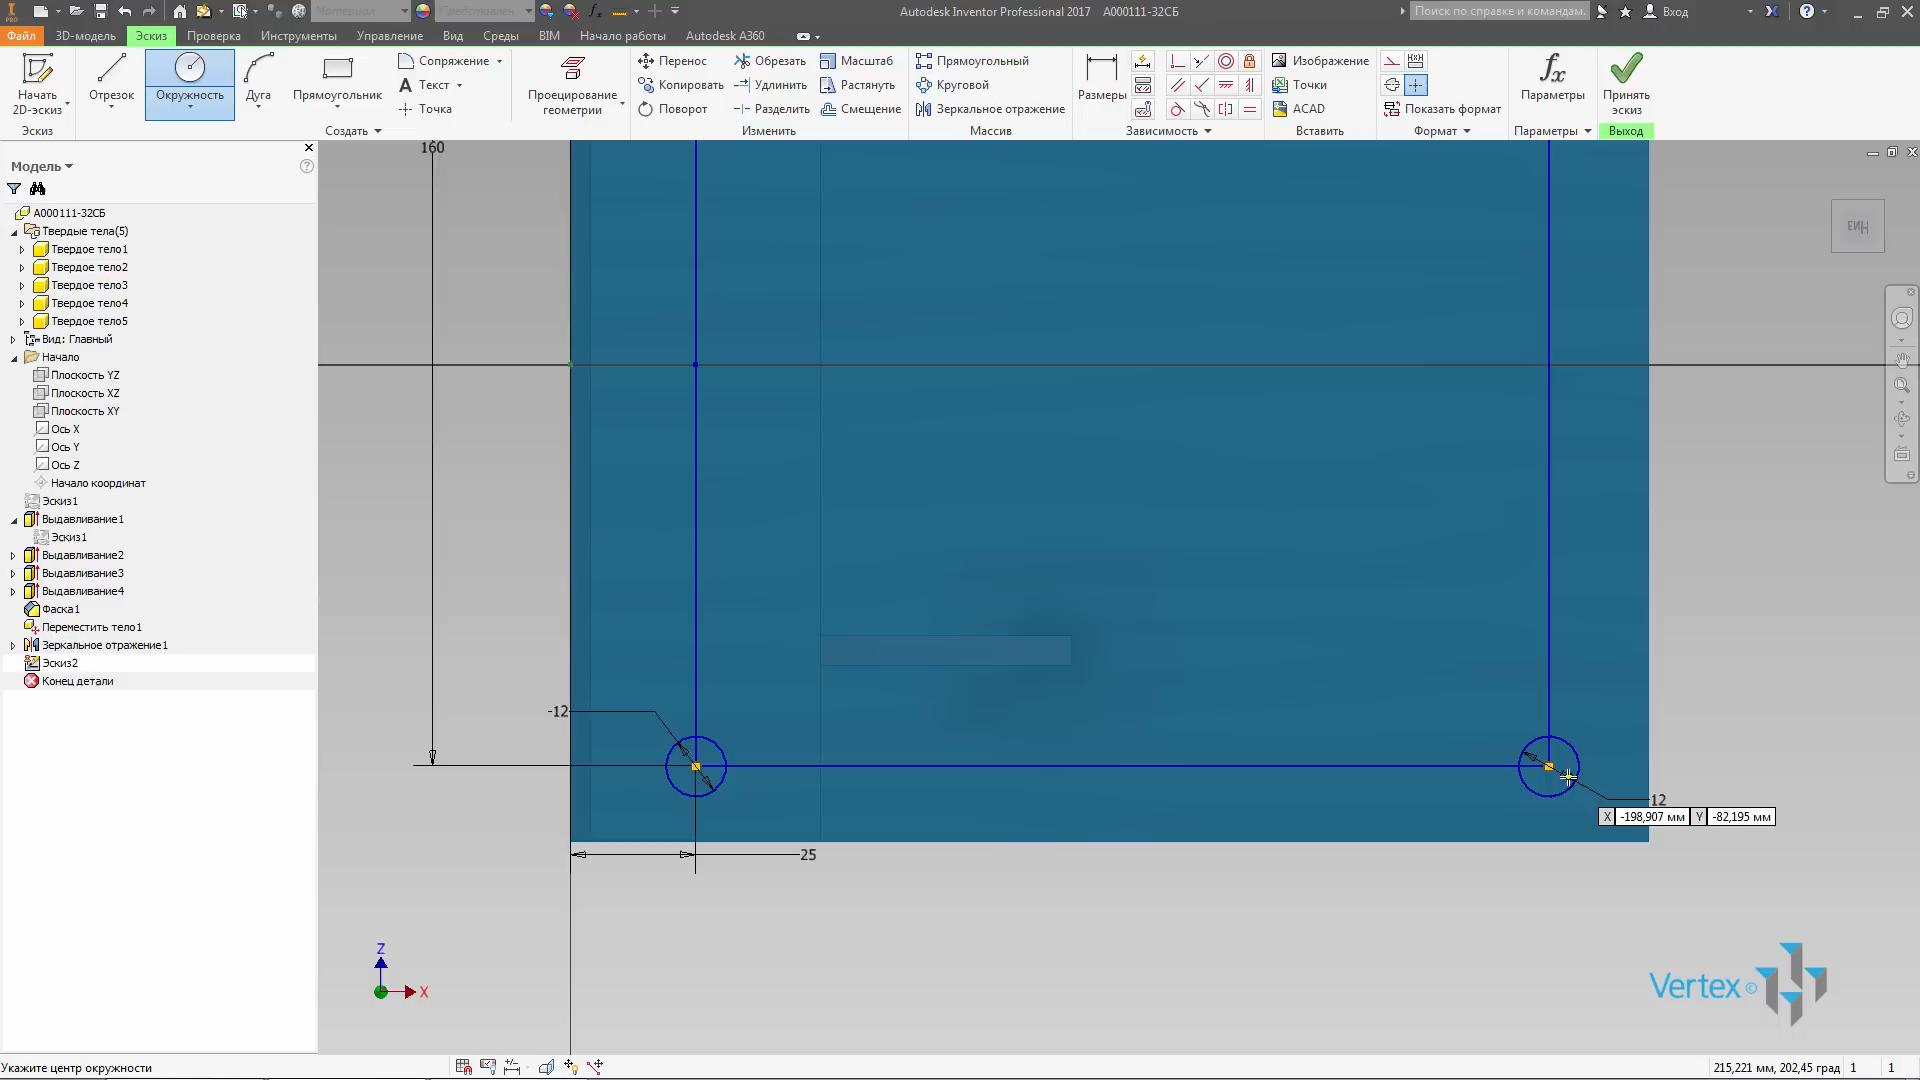 Материал
Представлен
Autodesk Inventor Professional 2017 A000111-32СБ
Поиск по справке и командам.
Вход
PRO
Файл
3D-модель
Эскиз
Проверка
Инструменты
Управление
Вид
Среды
BIM
Начало работы
Autodesk A360
Начать
2D-эскиз
Отрезок
Окружность
Дуга
Прямоугольник
Сопряжение
Текст
Точка
Проецирование
геометрии
Перенос
Копировать
Поворот
Обрезать
Удлинить
Разделить
Масштаб
Растянуть
Смещение
Прямоугольный
Круговой
Зеркальное отражение
Размеры
Изображение
Точки
ACAD
Показать формат
fx
Параметры
Принять
эскиз
Эскиз
Создать
Изменить
Массив
Зависимость
Вставить
Формат
Параметры
Выход
Модель
A000111-32СБ
Твердые тела(5)
Твердое тело1
Твердое тело2
Твердое тело3
Твердое тело4
Твердое тело5
Вид: Главный
Начало
Плоскость YZ
Плоскость XZ
Плоскость XY
Ось X
Ось Y
Ось Z
Начало координат
Эскиз1
Выдавливание1
Эскиз1
Выдавливание2
Выдавливание3
Выдавливание4
Фаска1
Переместить тело1
Зеркальное отражение1
Эскиз2
Конец детали
160
-12
12
X -198,907 мм Y -82,195 мм
25
Z
X
Vertex ©
Укажите центр окружности
215,221 мм, 202,45 град 1 1